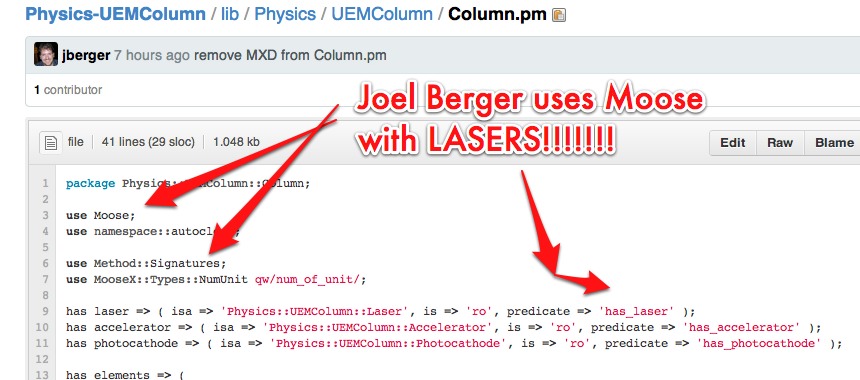 Physics-UEMColumn / lib / Physics / UEMColumn / Column.pm
jberger 7 hours ago remove MXD from Column.pm
1 contributor
Joel Berger uses Moose
with LASERS!!!!!!!
file 41 lines (29 sloc) 1.048 kb Edit Raw Blame
1 package Physics:: Column;
2
3 use Moose;
4 use namespace::autocl
5
6 use Method::Signatures;
7 use MooseX::Types::NumUnit qw/num_of_unit/;
8
9 has laser => ( isa => 'Physics::UEMColumn::Laser', is => 'ro', predicate => 'has_laser' );
10 has accelerator => ( isa => 'Physics::UEMColumn::Accelerator', is => 'ro', predicate => 'has_accelerator' );
11 has photocathode => ( isa => 'Physics::UEMColumn::Photocathode', is => 'ro', predicate => 'has_photocathode' );
12
13 has elements => (